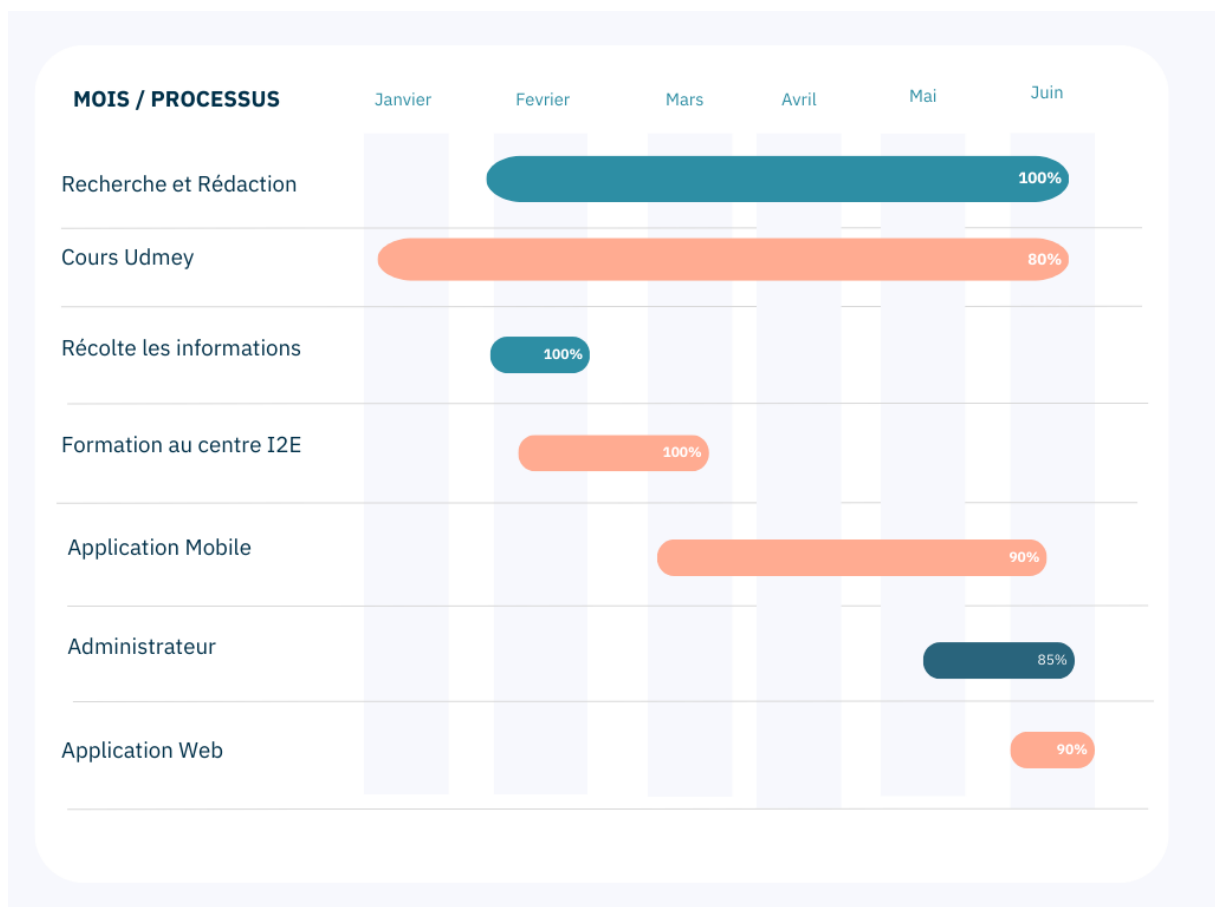 MOIS / PROCESSUS Janvier Fevrier Mars Avril Mai Juin
Recherche et Rédaction 100%
Cours Udmey 80%
Récolte les informations 100%
Formation au centre I2E 100%
Application Mobile 90%
Administrateur 85%
Application Web 90%